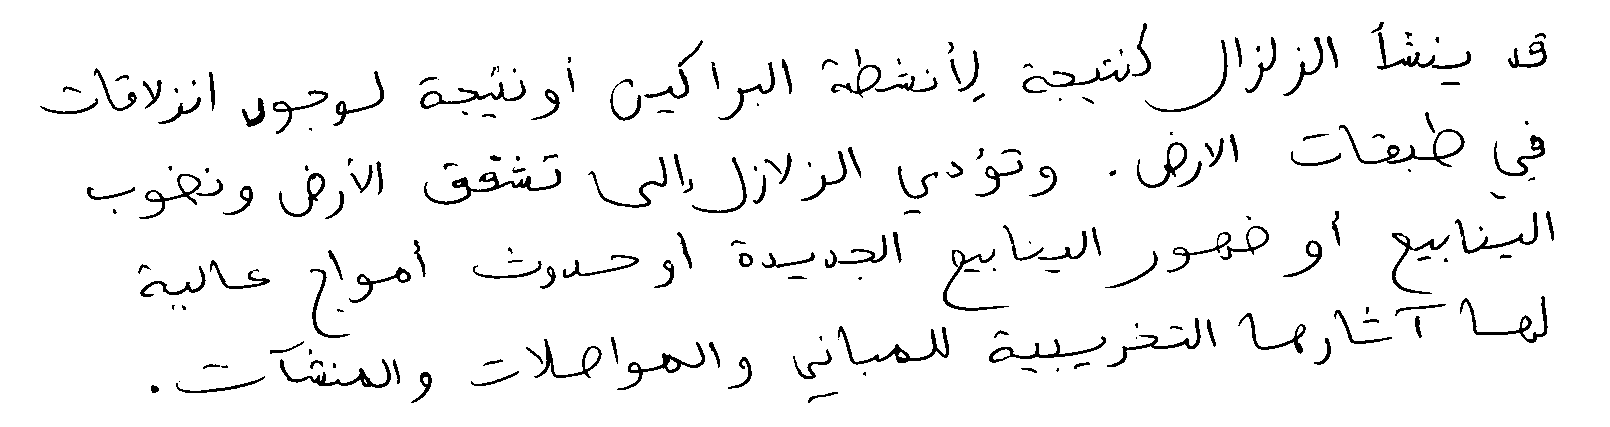 قد ينشأ الزلزال كنتيجة لأنشطة البراكين أو نتيجة لوجود انزلاقات
في طبقات الارض. وتؤدي الزلازل إلى تشقق الأرض ونضوب
الينابيع أو ضهور الينابيع الجديدة أو حدوث أمواج عالية
لها آثارها التخريبية للمباني والمواصلات والمنشآت.